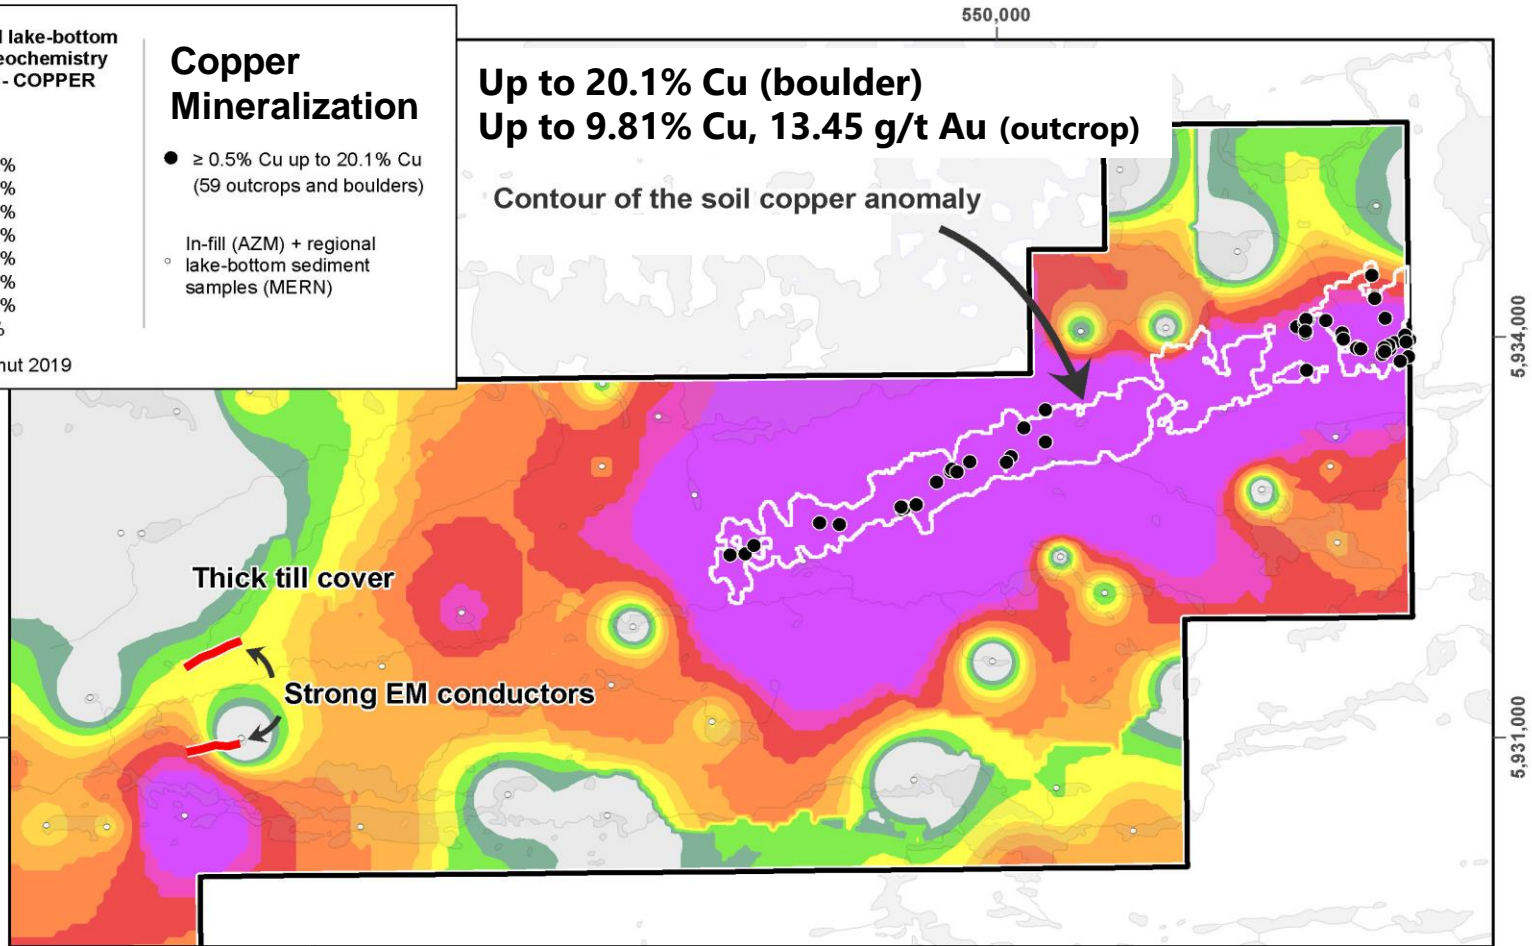 550,000
lake-bottom
eochemistry
- COPPER
%
%
%
%
%
%
%
%
nut 2019
Copper
Mineralization
≥ 0.5% Cu up to 20.1% Cu
(59 outcrops and boulders)
In-fill (AZM) + regional
lake-bottom sediment
samples (MERN)
Up to 20.1% Cu (boulder)
Up to 9.81% Cu, 13.45 g/t Au (outcrop)
Contour of the soil copper anomaly
5,934,000
Thick till cover
Strong EM conductors
5,931,000